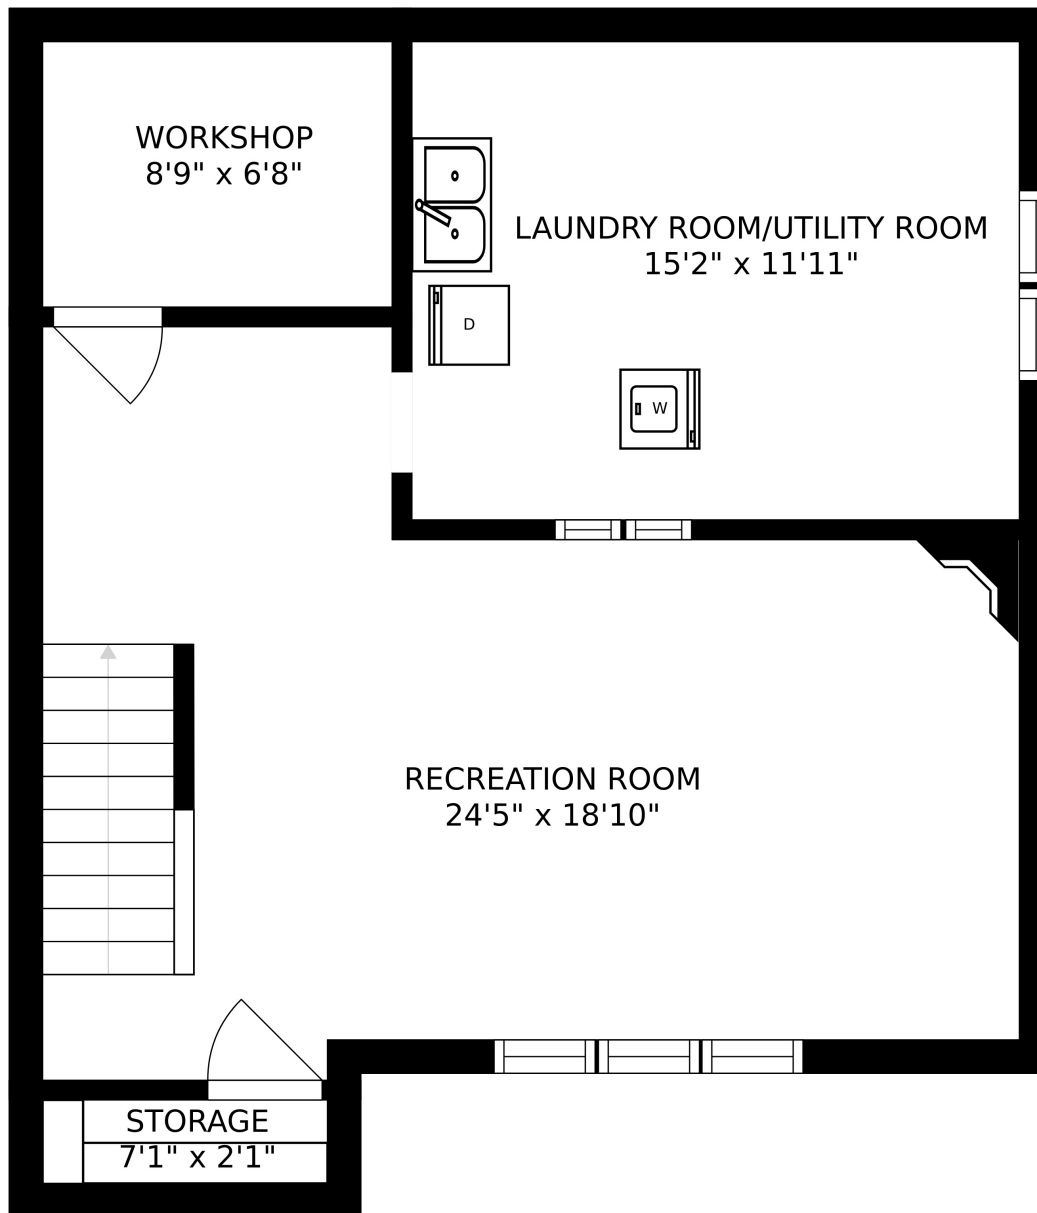 WORKSHOP
8'9" x 6'8"
LAUNDRY ROOM/UTILITY ROOM
15'2" x 11'11"
D
W
RECREATION ROOM
24'5" x 18'10"
STORAGE
7'1" x 2'1"